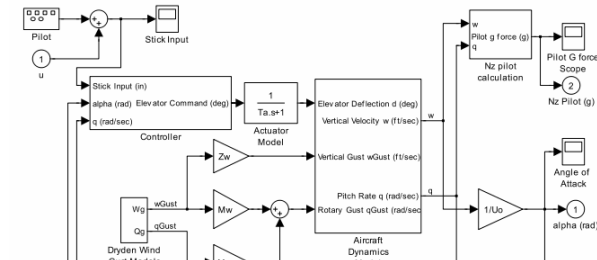 Pilot
Stick Input
1
u
w
Pilot g force (g)
q
Nz pilot
calculation
Pilot G force
Scope
2
Nz Pilot (g)
Stick Input (in)
alpha (rad) Elevator Command (deg)
q (rad/sec)
Controller
1
Ta.s+1
Actuator
Model
Elevator Deflection d (deg)
Vertical Velocity w (ft/sec)
w
Vertical Gust wGust (ft/sec)
Pitch Rate q (rad/sec)
q
Rotary Gust qGust (rad/sec
Aircraft
Dynamics
Zw
Mw
Wg
wGust
Qg
qGust
Dryden Wind
1/Uo
Angle of
Attack
1
alpha (rad)